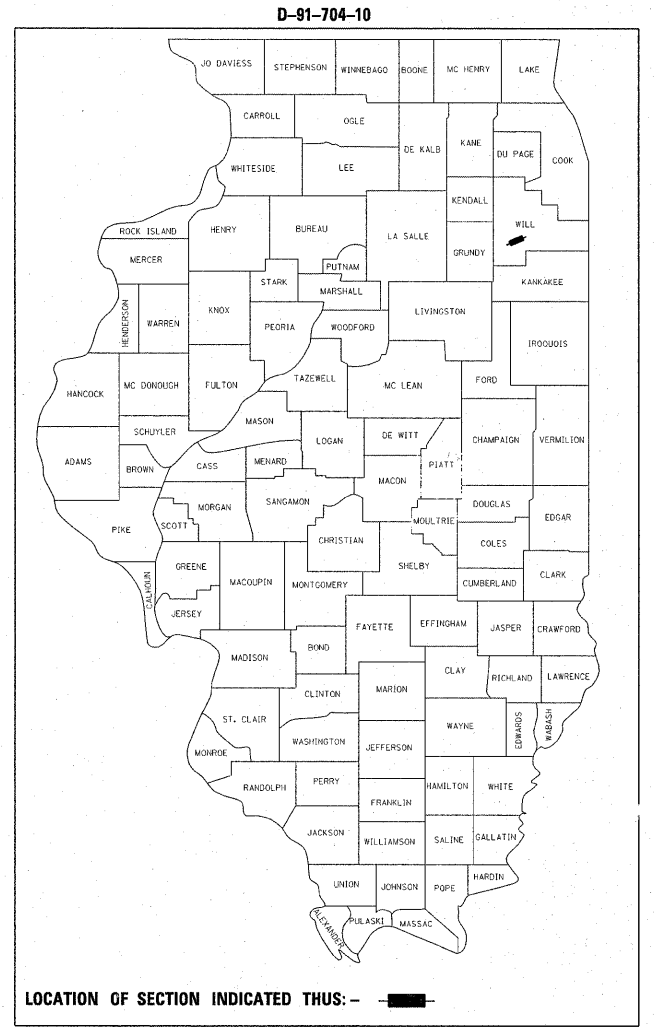 D-91-704-10
JO DAVIESS
STEPHENSON
WINNEBAGO
BOONE
MC HENRY
LAKE
CARROLL
OGLE
DE KALB
KANE
DU PAGE
COOK
WHITESIDE
LEE
KENDALL
ROCK ISLAND
HENRY
BUREAU
LA SALLE
WILL
GRUNDY
MERCER
PUTNAM
STARK
MARSHALL
KANKAKEE
HENDERSON
WARREN
KNOX
PEORIA
WOODFORD
LIVINGSTON
IROQUOIS
HANCOCK
MC DONOUGH
FULTON
TAZEWELL
MC LEAN
FORD
MASON
SCHUYLER
LOGAN
DE WITT
CHAMPAIGN
VERMILION
ADAMS
BROWN
CASS
MENARD
PIATT
MACON
MORGAN
SANGAMON
DOUGLAS
EDGAR
PIKE
SCOTT
MOULTRIE
CHRISTIAN
COLES
GREENE
MACOUPIN
MONTGOMERY
SHELBY
CUMBERLAND
CLARK
CALHOUN
JERSEY
FAYETTE
EFFINGHAM
JASPER
CRAWFORD
MADISON
BOND
CLAY
RICHLAND
LAWRENCE
CLINTON
MARION
ST. CLAIR
WAYNE
EDWARDS
WABASH
WASHINGTON
JEFFERSON
MONROE
RANDOLPH
PERRY
HAMILTON
WHITE
FRANKLIN
JACKSON
WILLIAMSON
SALINE
GALLATIN
UNION
JOHNSON
POPE
HARDIN
ALEXANDER
PULASKI
MASSAC
LOCATION OF SECTION INDICATED THUS: -